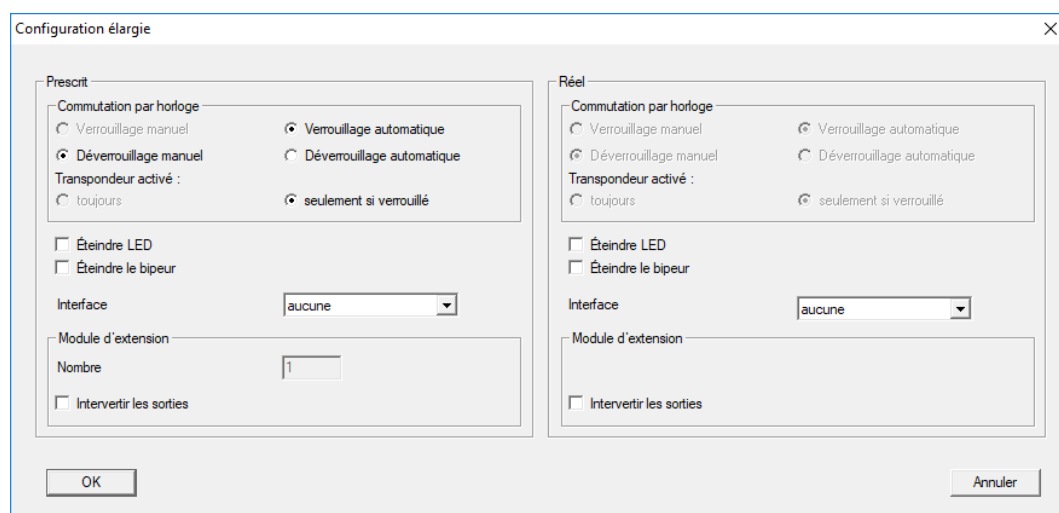 Configuration élargie
Prescrit
Commutation par horloge
Verrouillage manuel Verrouillage automatique
Déverrouillage manuel Déverrouillage automatique
Transpondeur activé :
toujours seulement si verrouillé
Éteindre LED
Éteindre le bipeur
Interface aucune
Module d'extension
Nombre 1
Intervertir les sorties
Réel
Commutation par horloge
Verrouillage manuel Verrouillage automatique
Déverrouillage manuel Déverrouillage automatique
Transpondeur activé :
toujours seulement si verrouillé
Éteindre LED
Éteindre le bipeur
Interface aucune
Module d'extension
Intervertir les sorties
OK Annuler